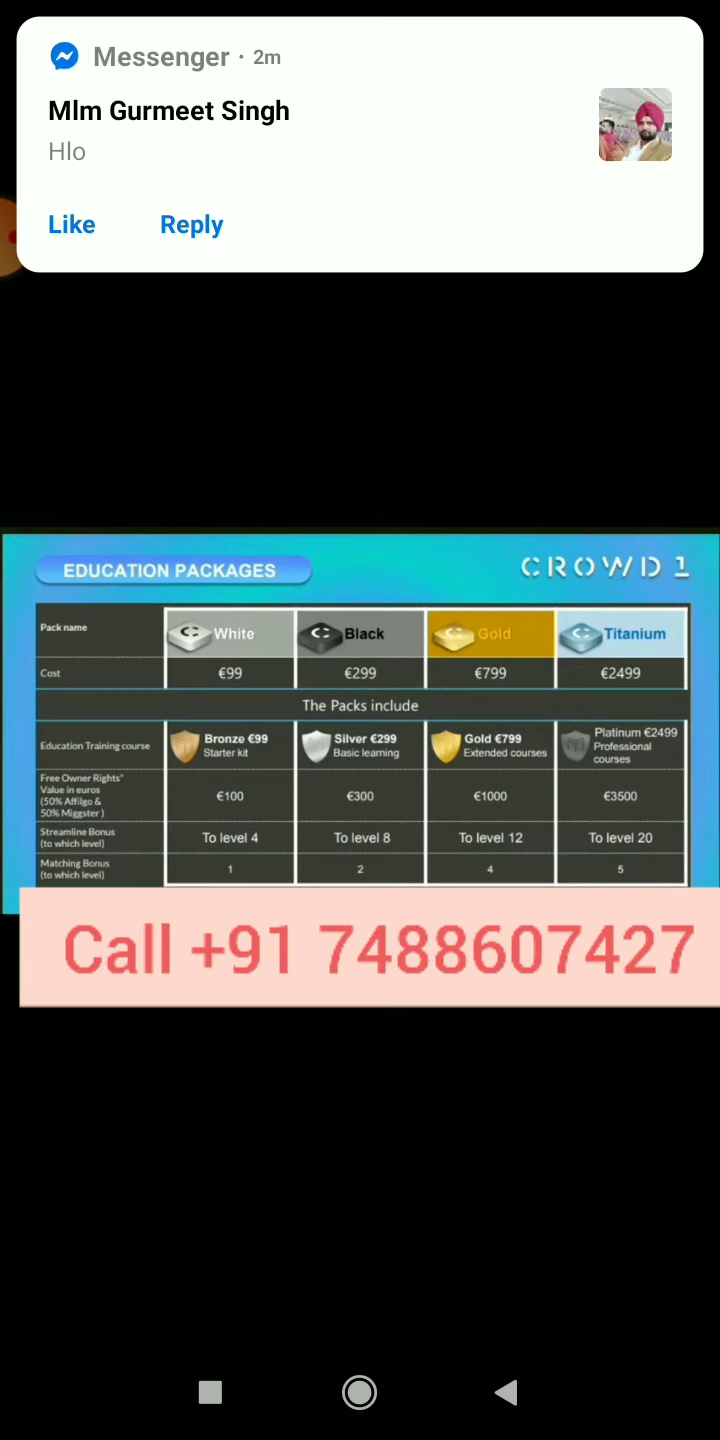 Messenger · 2m
Mlm Gurmeet Singh
Hlo
Like Reply
EDUCATION PACKAGES
CROWD 1
Pack name White Black Gold Titanium
Cost €99 €299 €799 €2499
The Packs include
Education Training course
Bronze €99
Starter kit
Silver €299
Basic learning
Gold €799
Extended courses
Platinum €2499
Professional
courses
Free Owner Rights*
Value in euros
(50% Affilgo &
50% Miggster )
€100 €300 €1000 €3500
Streamline Bonus
(to which level)
To level 4 To level 8 To level 12 To level 20
Matching Bonus
(to which level)
1 2 4 5
Call +91 7488607427